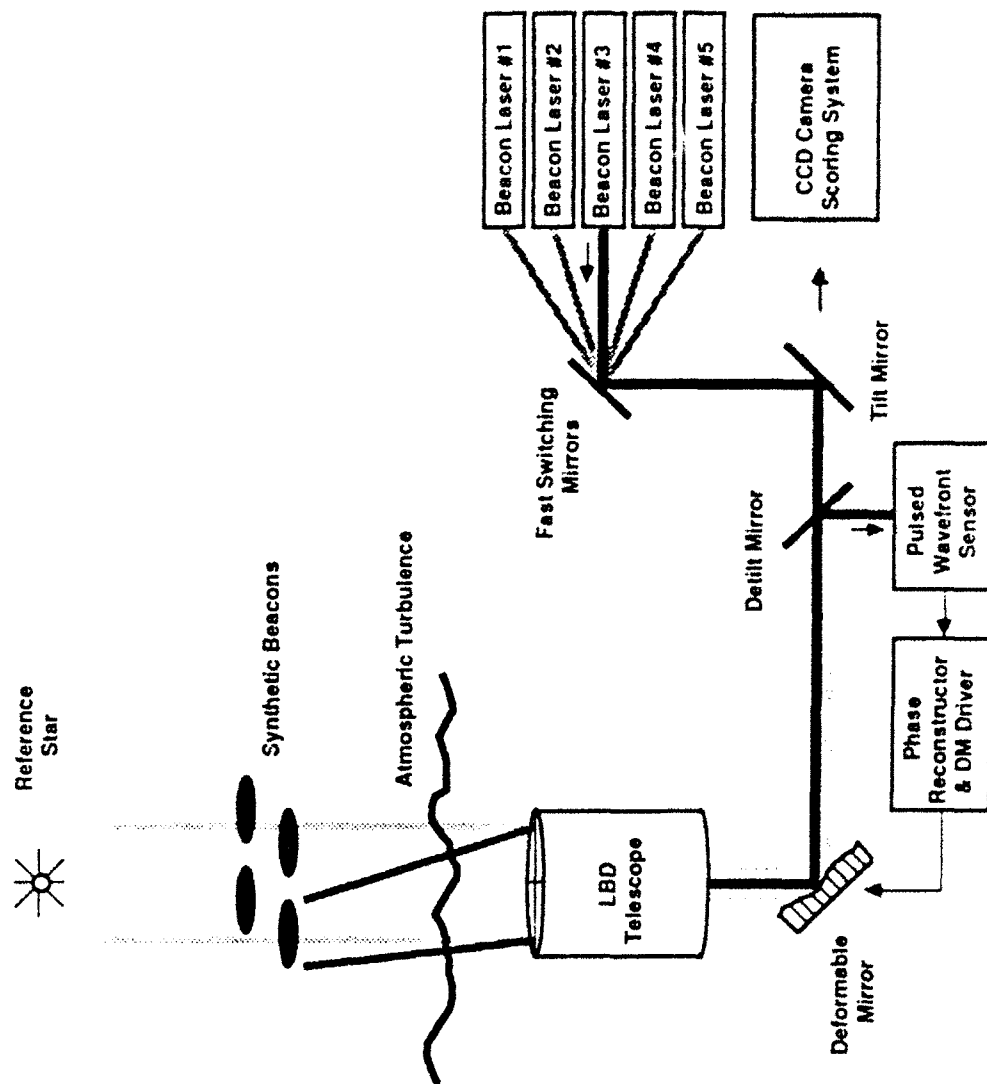 Reference
Star
Synthetic Beacons
Atmospheric Turbulence
LBD
Telescope
Deformable
Mirror
Phase
Reconstructor
& DM Driver
Pulsed
Wavefront
Sensor
Detilt Mirror
Tilt Mirror
Fast Switching
Mirrors
Beacon Laser #1
Beacon Laser #2
Beacon Laser #3
Beacon Laser #4
Beacon Laser #5
CCD Camera
Scoring System